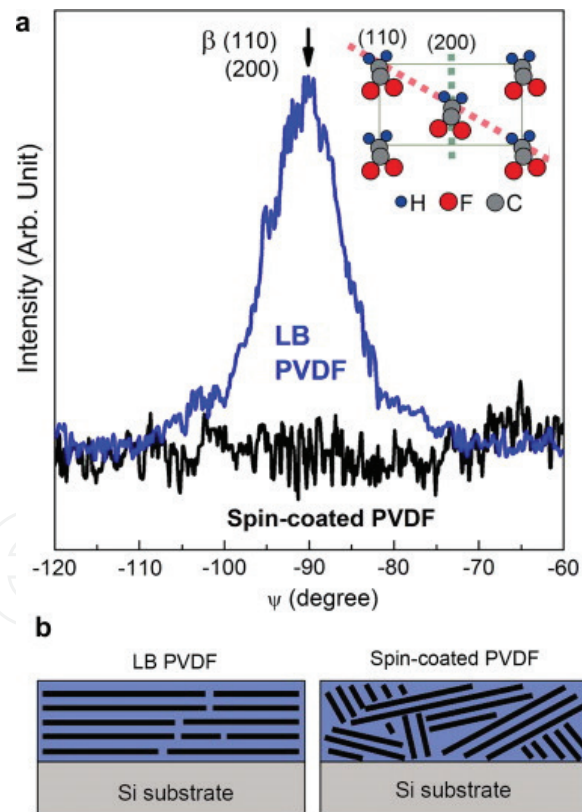 a
β (110)
(200)
(110)
(200)
H F C
Intensity (Arb. Unit)
LB
PVDF
Spin-coated PVDF
-120 -110 -100 -90 -80 -70 -60
ψ (degree)
b
LB PVDF
Spin-coated PVDF
Si substrate
Si substrate